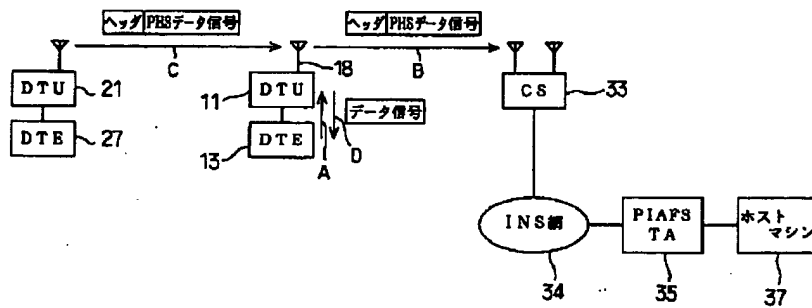 ヘッダ PHSデータ信号
C
ヘッダ PHSデータ信号
B
18
DTU
21
DTE
27
11
DTU
13
DTE
A
D
データ信号
CS
33
INS網
34
PIAFS
TA
35
ホスト
マシン
37